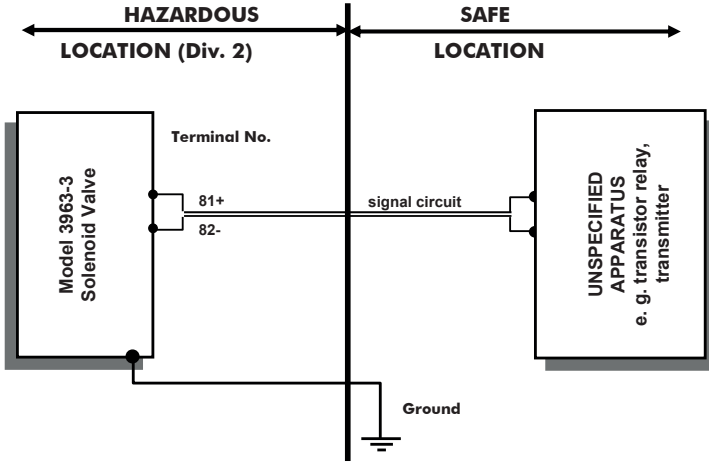 HAZARDOUS
LOCATION (Div. 2)
SAFE
LOCATION
Terminal No.
Model 3963-3
Solenoid Valve
81+
82-
signal circuit
UNSPECIFIED
APPARATUS
e. g. transistor relay,
transmitter
Ground